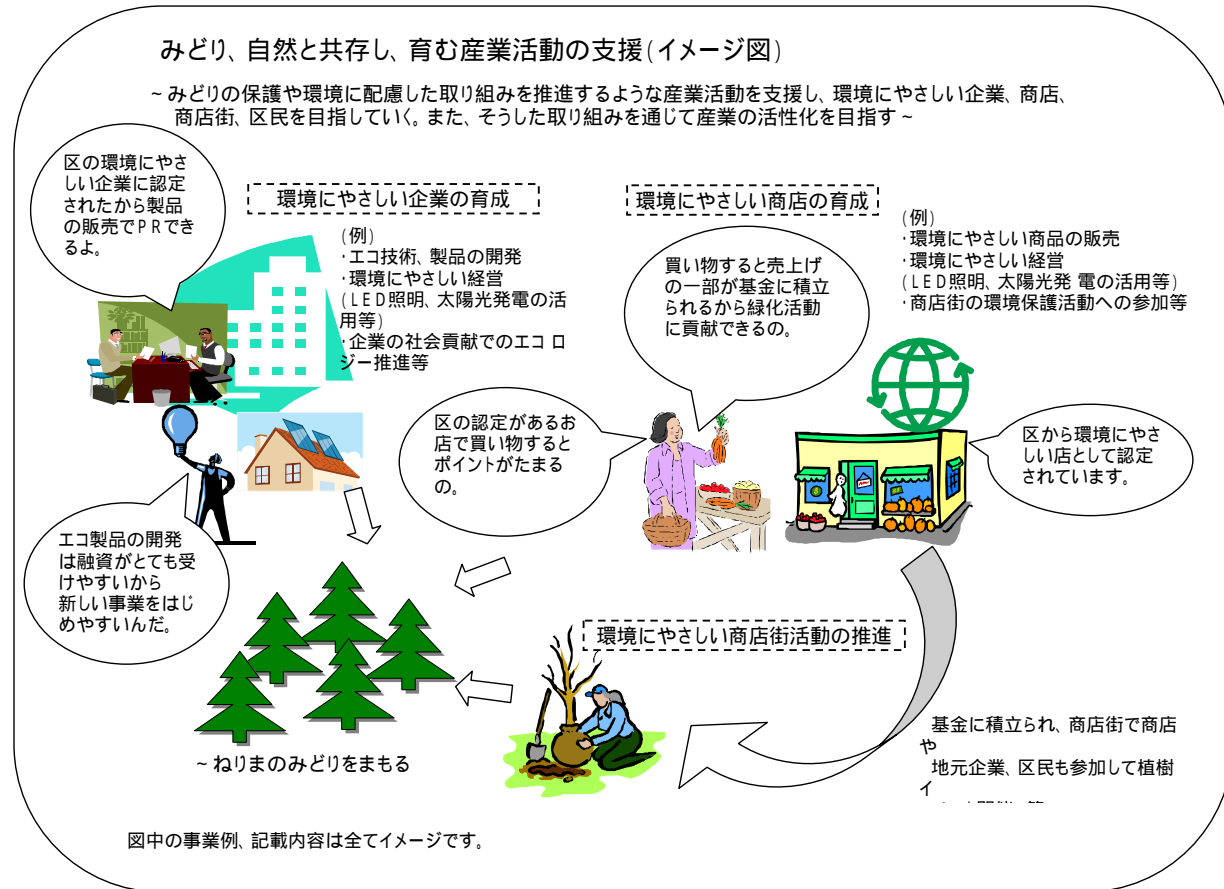 みどり、自然と共存し、育む産業活動の支援(イメージ図)
~みどりの保護や環境に配慮した取り組みを推進するような産業活動を支援し、環境にやさしい企業、商店、
商店街、区民を目指していく。また、そうした取り組みを通じて産業の活性化を目指す~
区の環境にやさ
しい企業に認定
されたから製品
の販売でPRでき
るよ。
環境にやさしい企業の育成
(例)
・エコ技術、製品の開発
・環境にやさしい経営
(LED照明、太陽光発電の活
用等)
・企業の社会貢献でのエコロ
ジー推進等
環境にやさしい商店の育成
(例)
・環境にやさしい商品の販売
・環境にやさしい経営
(LED照明、太陽光発 電の活用等)
・商店街の環境保護活動への参加等
買い物すると売上げ
の一部が基金に積立
られるから緑化活動
に貢献できるの。
区の認定があるお
店で買い物すると
ポイントがたまる
の。
区から環境にやさ
しい店として認定
されています。
エコ製品の開発
は融資がとても受
けやすいから
新しい事業をはじ
めやすいんだ。
環境にやさしい商店街活動の推進
基金に積立られ、商店街で商店
や
地元企業、区民も参加して植樹
イ
~ねりまのみどりをまもる
図中の事業例、記載内容は全てイメージです。